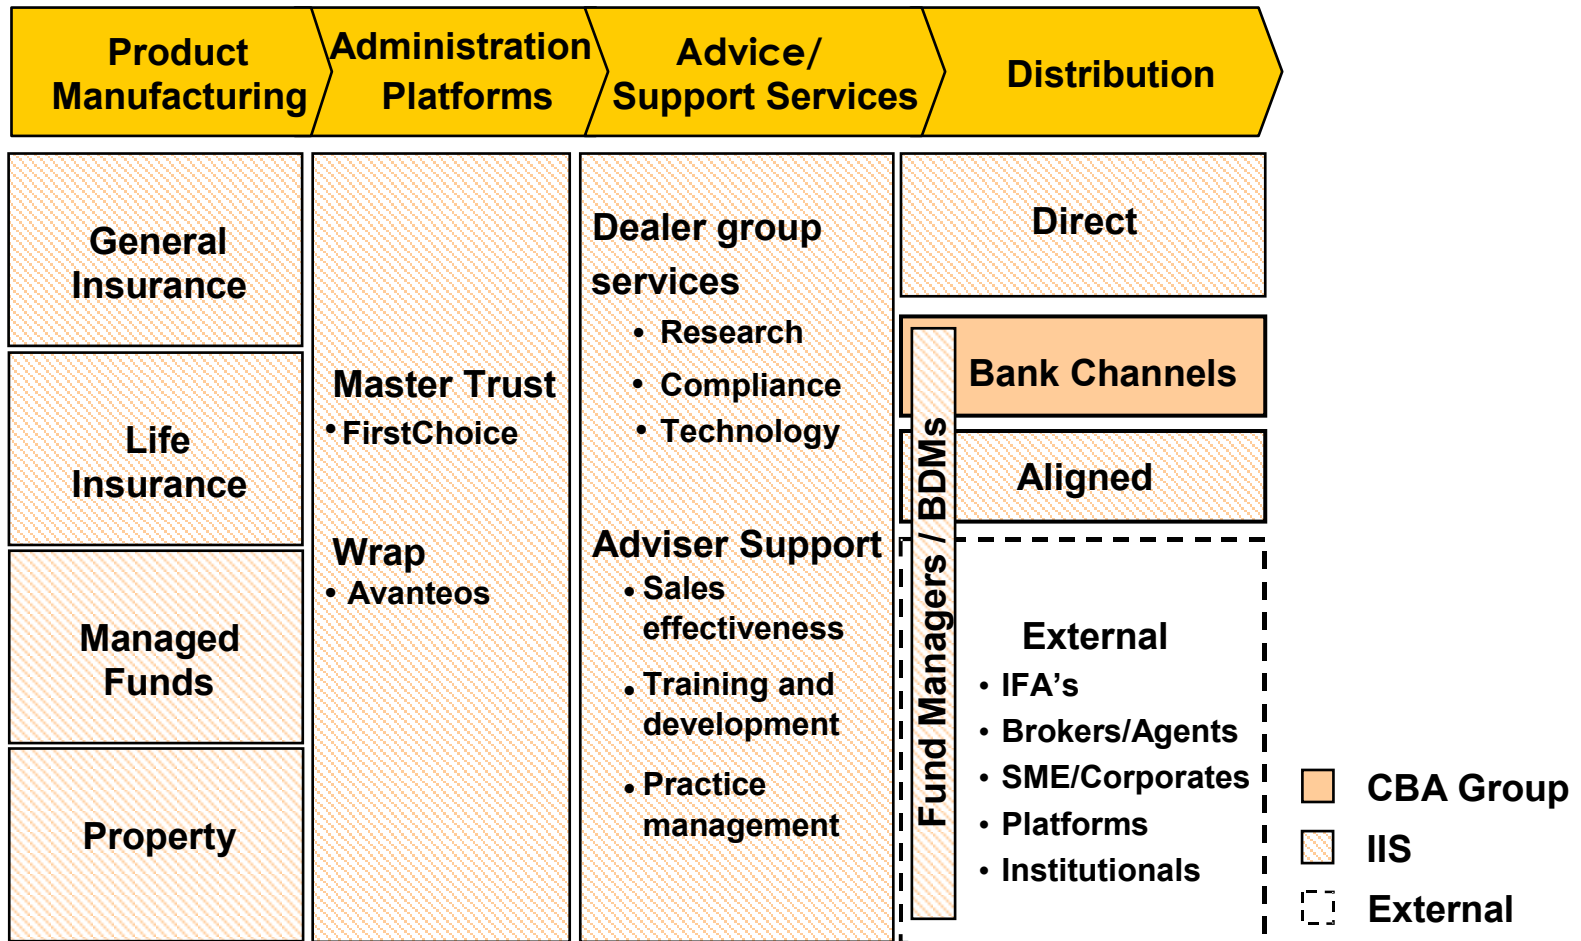 Product
Manufacturing
Administration
Platforms
Advice/
Support Services
Distribution
General
Insurance
Life
Insurance
Managed
Funds
Property
Master Trust
• FirstChoice
Wrap
• Avanteos
Dealer group
services
• Research
• Compliance
• Technology
Adviser Support
• Sales
effectiveness
• Training and
development
• Practice
management
Direct
Bank Channels
Aligned
Fund Managers / BDMs
External
• IFA’s
• Brokers/Agents
• SME/Corporates
• Platforms
• Institutionals
CBA Group
IIS
External